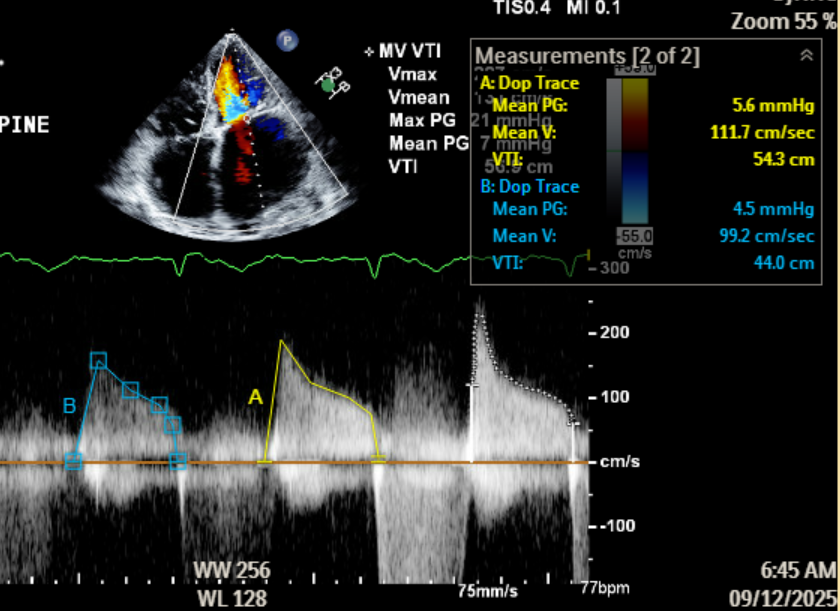 TIS0.4 MI 0.1
Zoom 55 %
P
PINE
MV VTI
Vmax
Vmean
Max PG
Mean PG
VTI
21 mmHg
7 mmHg
56.9 cm
Measurements [2 of 2]
+59.0
A: Dop Trace
Mean PG: 5.6 mmHg
Mean V: 111.7 cm/sec
VTI: 54.3 cm
B: Dop Trace
Mean PG: 4.5 mmHg
Mean V: 99.2 cm/sec
VTI: 44.0 cm
-55.0
cm/s
300
200
B
A
100
cm/s
-100
WW 256
WL 128
75mm/s
77bpm
6:45 AM
09/12/2025